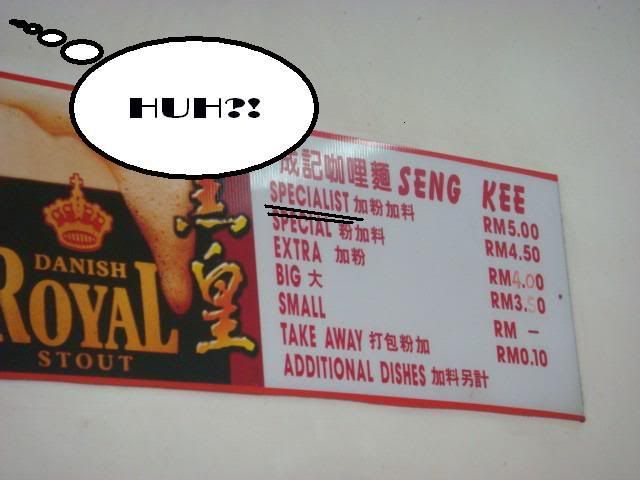 HUH?!
成記咖哩麵 SENG KEE
SPECIALIST 加粉加料 RM5.00
SPECIAL 粉加料 RM4.50
EXTRA 加粉 RM4.00
BIG 大 RM3.50
SMALL RM —
TAKE AWAY 打包粉加 RM0.10
ADDITIONAL DISHES 加料另計
黑皇
DANISH
ROYAL
STOUT